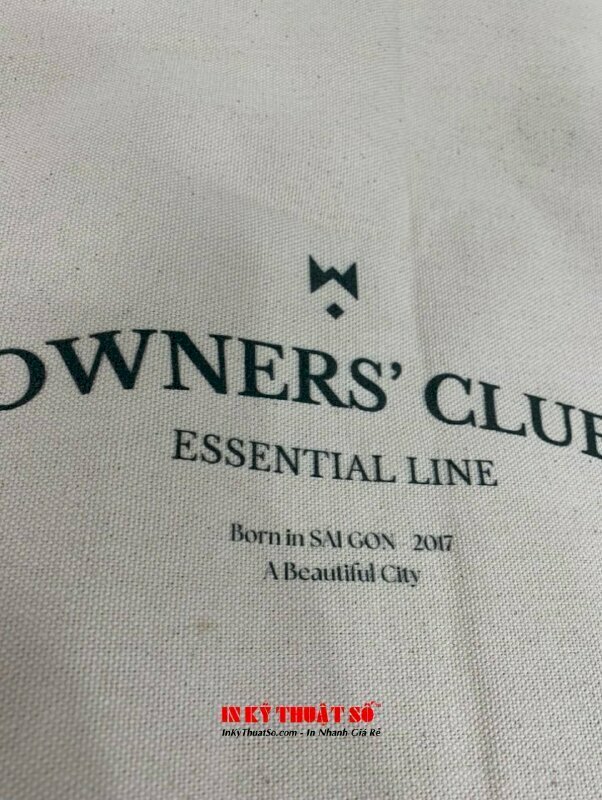 OWNERS' CLUB
ESSENTIAL LINE
Born in SAI GON 2017
A Beautiful City
IN KỸ THUẬT SỐ™
InKyThuatSo.com - In Nhanh Giá Rẻ